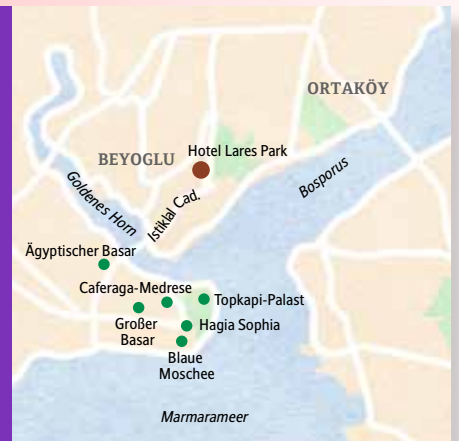 ORTAKÖY
Hotel Lares Park
BEYOGLU
Bosporus
Goldenes Horn
Istiklal Cad.
Ägyptischer Basar
Caferaga-Medrese
Topkapi-Palast
Großer
Basar
Hagia Sophia
Blaue
Moschee
Marmarameer